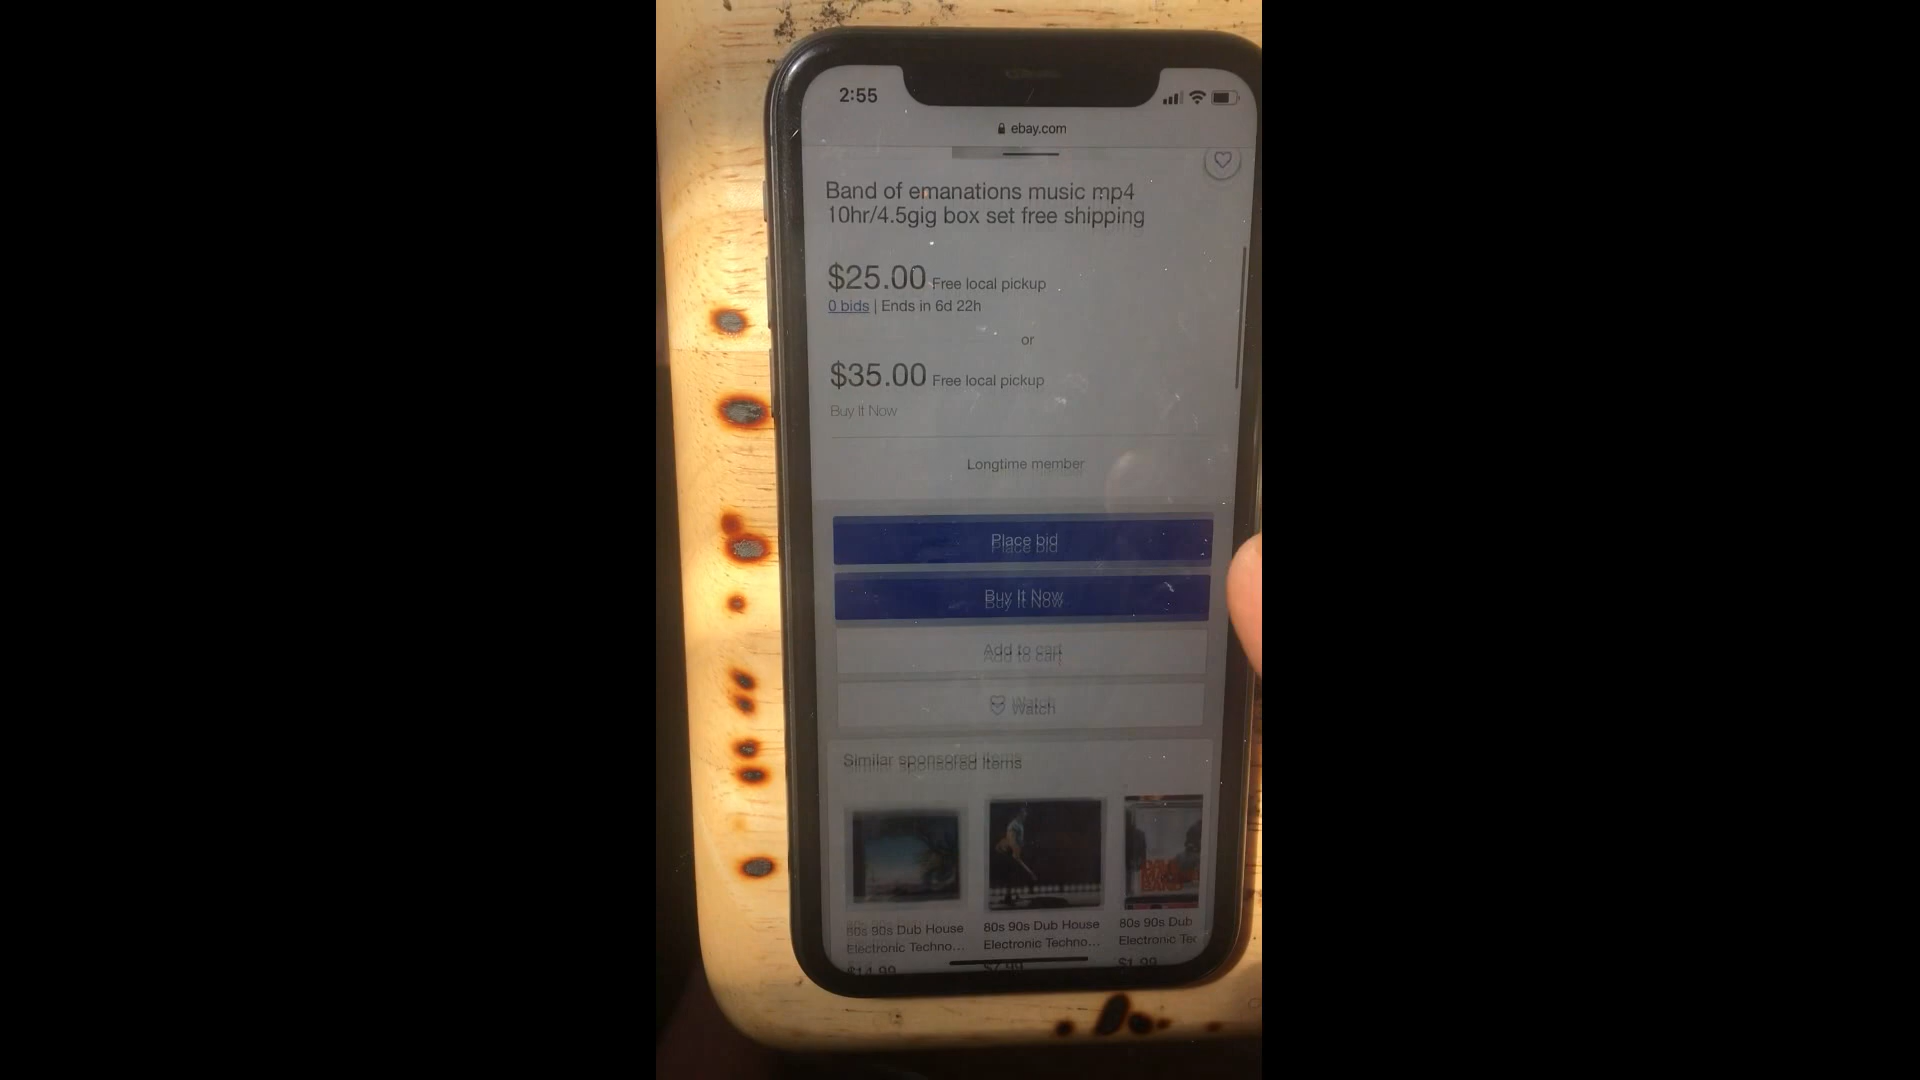 2:55
ebay.com
Band of emanations music mp4
10hr/4.5gig box set free shipping
$25.00 Free local pickup
0 bids | Ends in 6d 22h
or
$35.00 Free local pickup
Buy It Now
Longtime member
Place bid
Buy It Now
Add to cart
Watch
Similar sponsored items
80s 90s Dub House
Electronic Techno...
$14.99
80s 90s Dub House
Electronic Techno...
$7.99
80s 90s Dub
Electronic Ter
$1.99